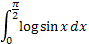 ∫₀^{π/2} log sin x dx